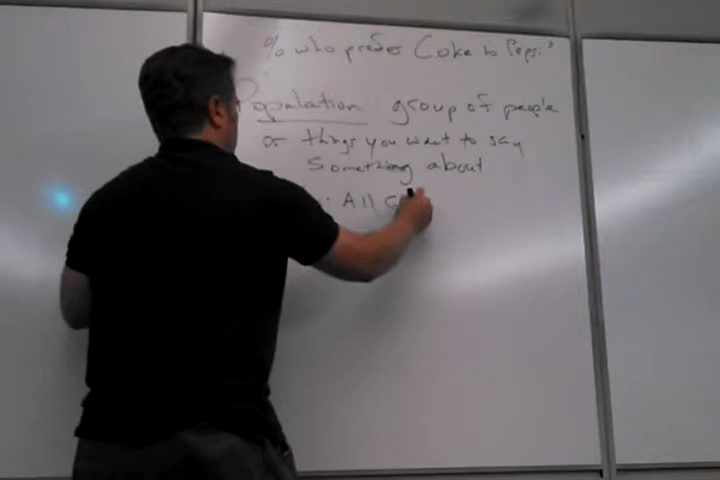 % who prefer Coke to Pepsi?
Population group of people
or things you want to say
Something about
: All